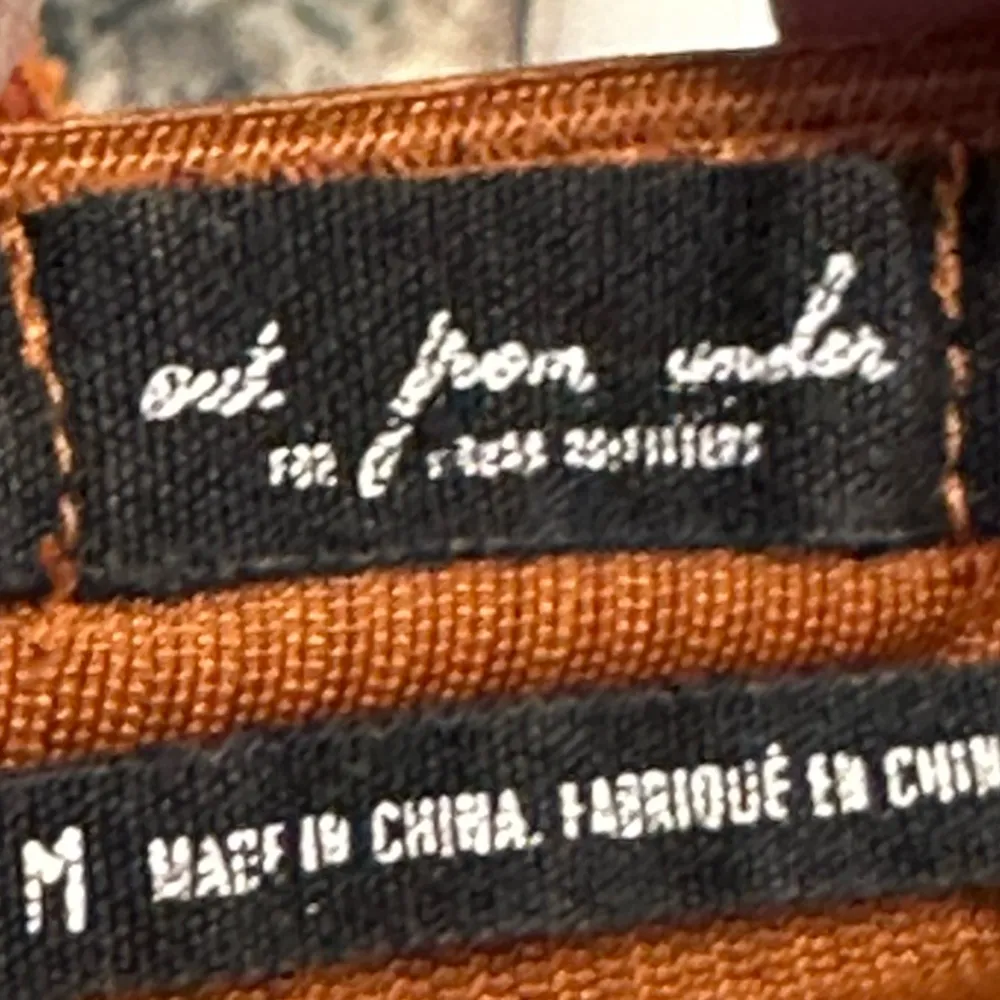 out from under
FOR URBAN OUTFITTERS
M MADE IN CHINA. FABRIQUÉ EN CHIN